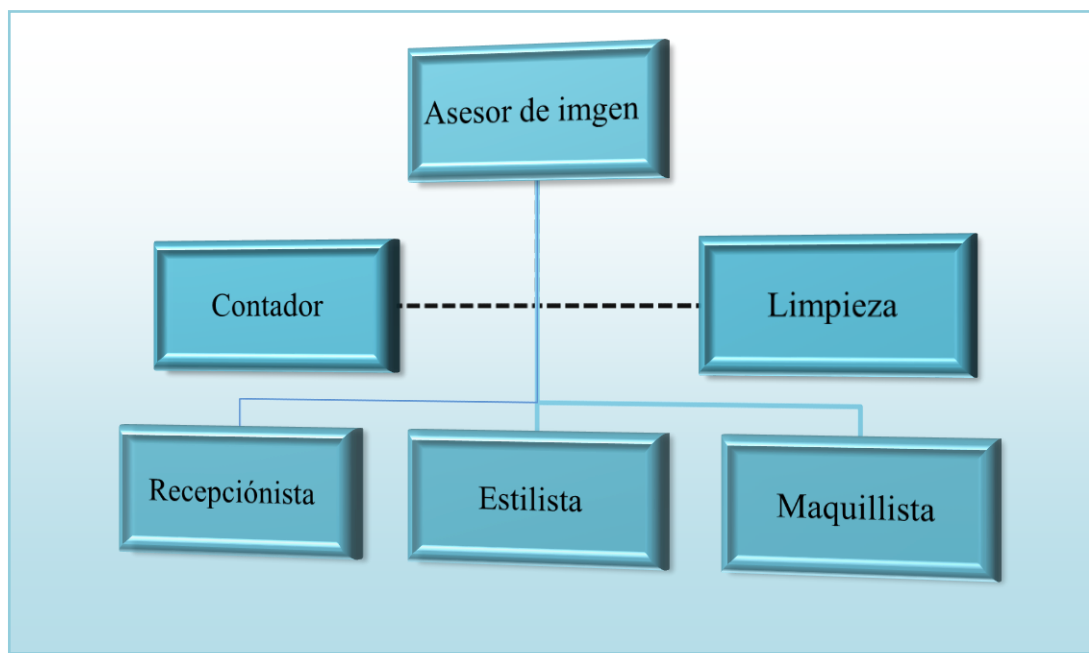 Asesor de imgen
Contador
Limpieza
Recepciónista
Estilista
Maquillista